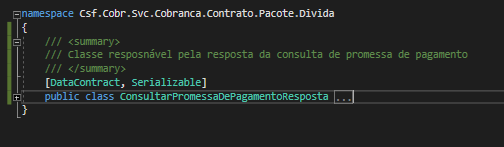 namespace Csf.Cobr.Svc.Cobranca.Contrato.Pacote.Divida
{
/// <summary>
/// Classe resposnável pela resposta da consulta de promessa de pagamento
/// </summary>
[DataContract, Serializable]
public class ConsultarPromessaDePagamentoResposta ...
}